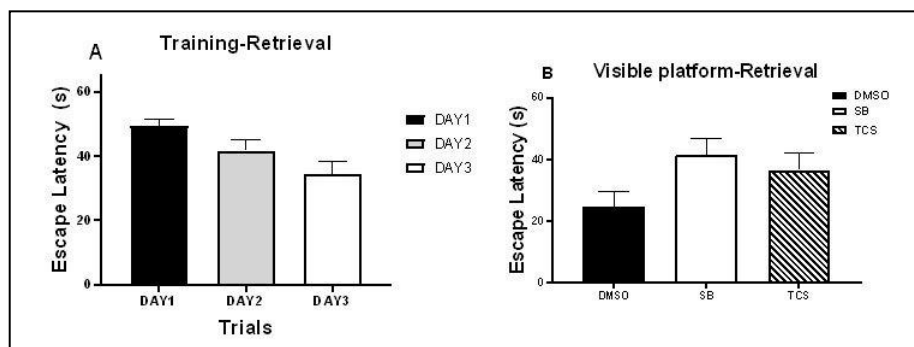 A
Training-Retrieval
Escape Latency (s)
60
40
20
0
DAY1 DAY2 DAY3
Trials
DAY1
DAY2
DAY3
B
Visible platform-Retrieval
Escape Latency (s)
60
40
20
0
DMSO SB TCS
DMSO
SB
TCS